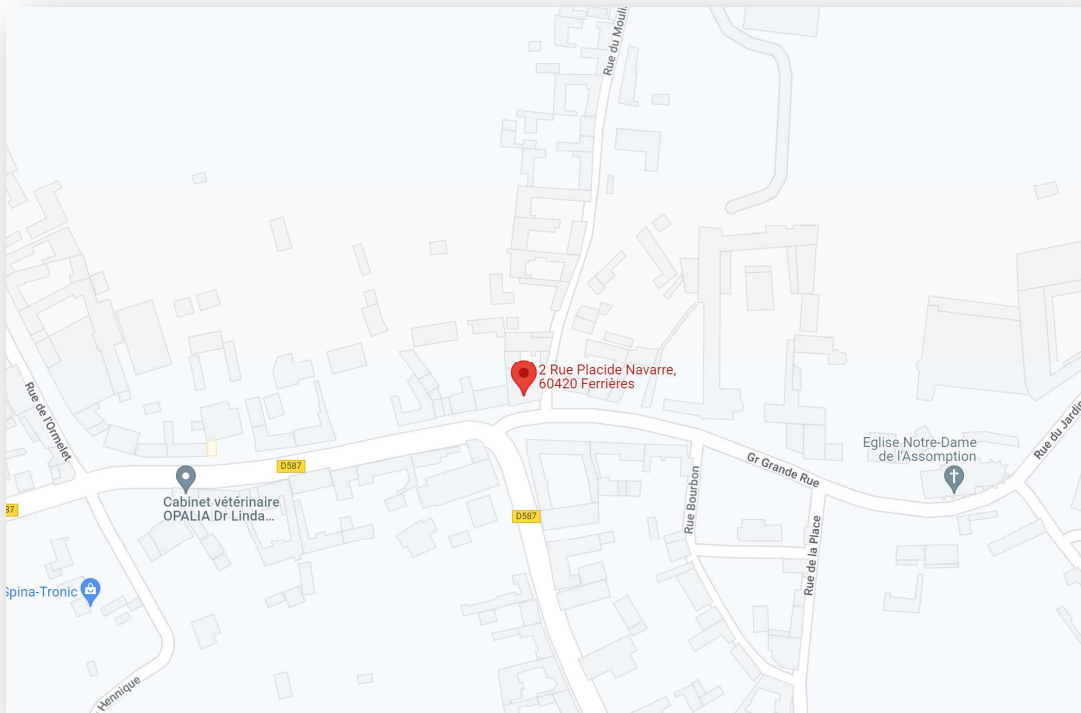 Rue du Mouli
2 Rue Placide Navarre,
60420 Ferrières
Rue de l'Ormelet
Eglise Notre-Dame
de l'Assomption
Rue du Jardin
Gr Grande Rue
D587
Rue Bourbon
Cabinet vétérinaire
OPALIA Dr Linda...
87
D587
Rue de la Place
Spina-Tronic
Hennique